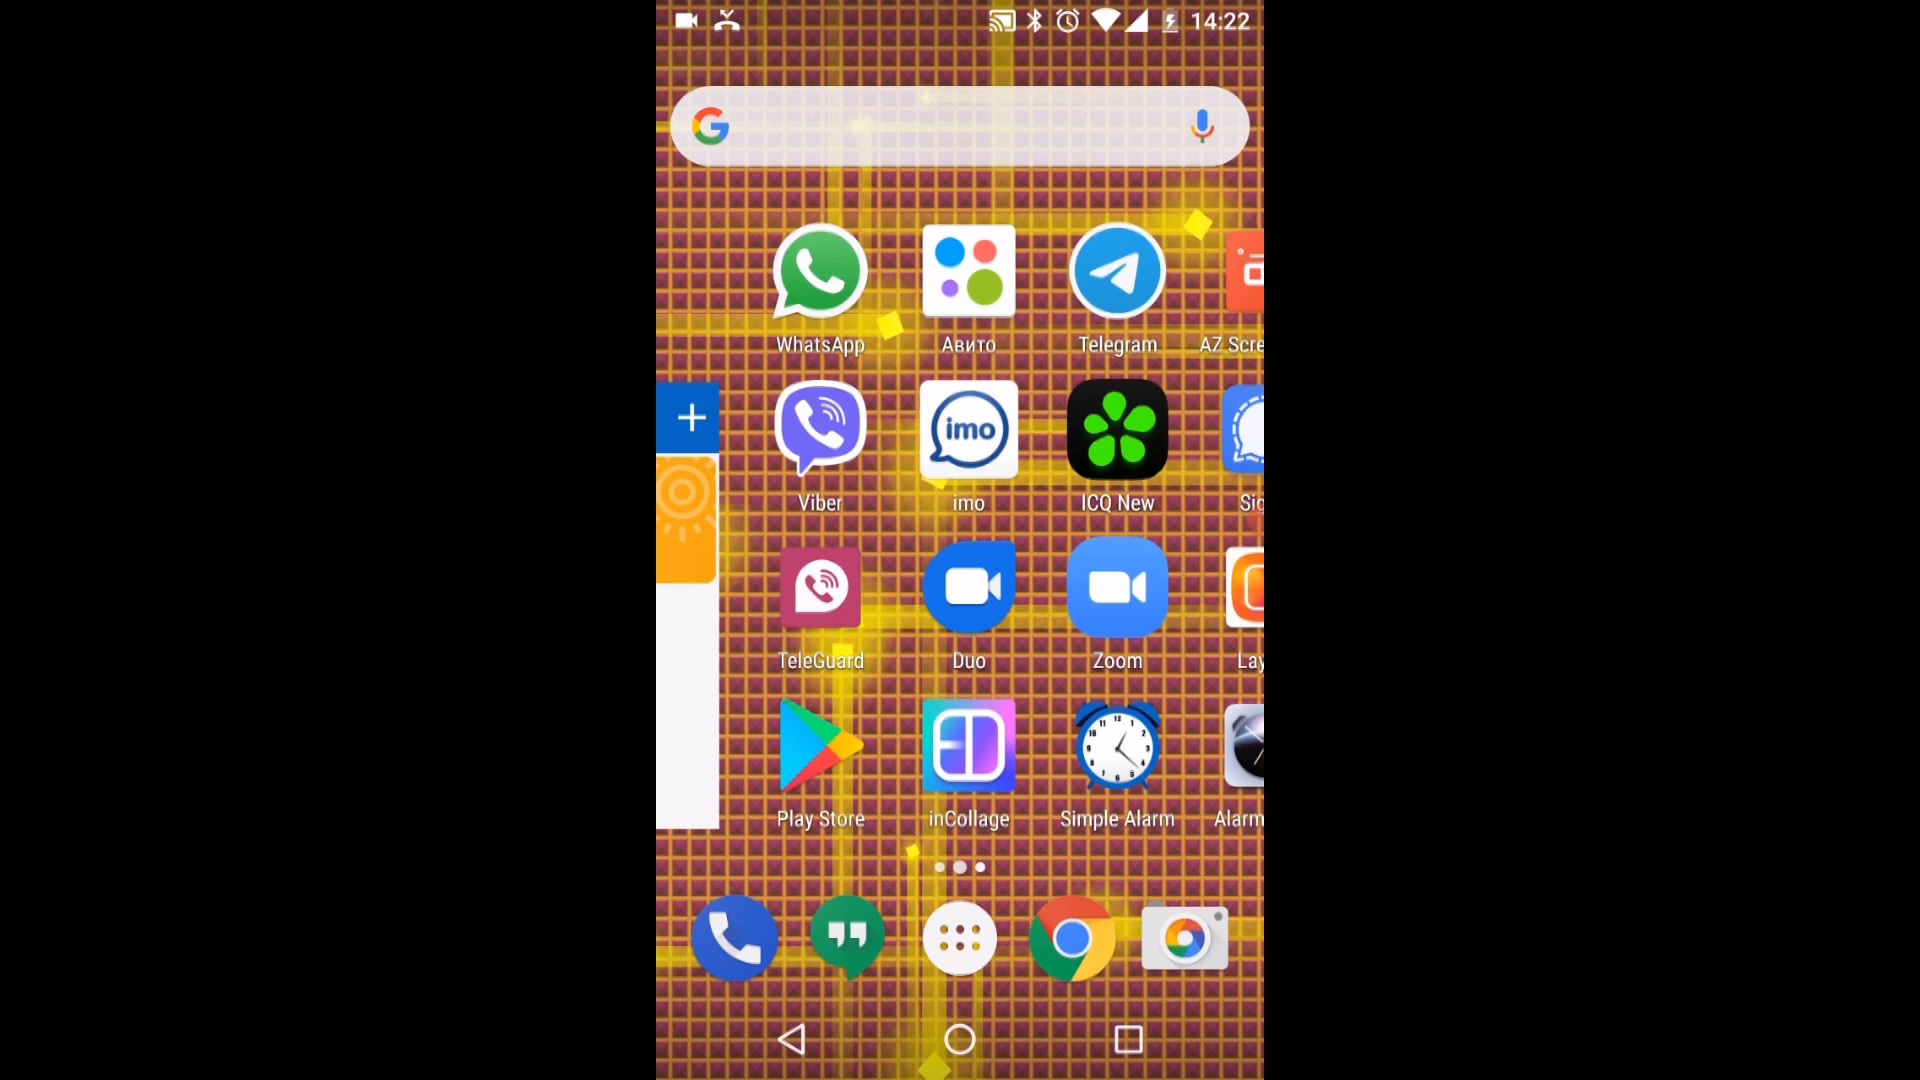 14:22
WhatsApp Авито Telegram AZ Scre
imo
Viber imo ICQ New Sig
TeleGuard Duo Zoom Lay
Play Store inCollage Simple Alarm Alarm